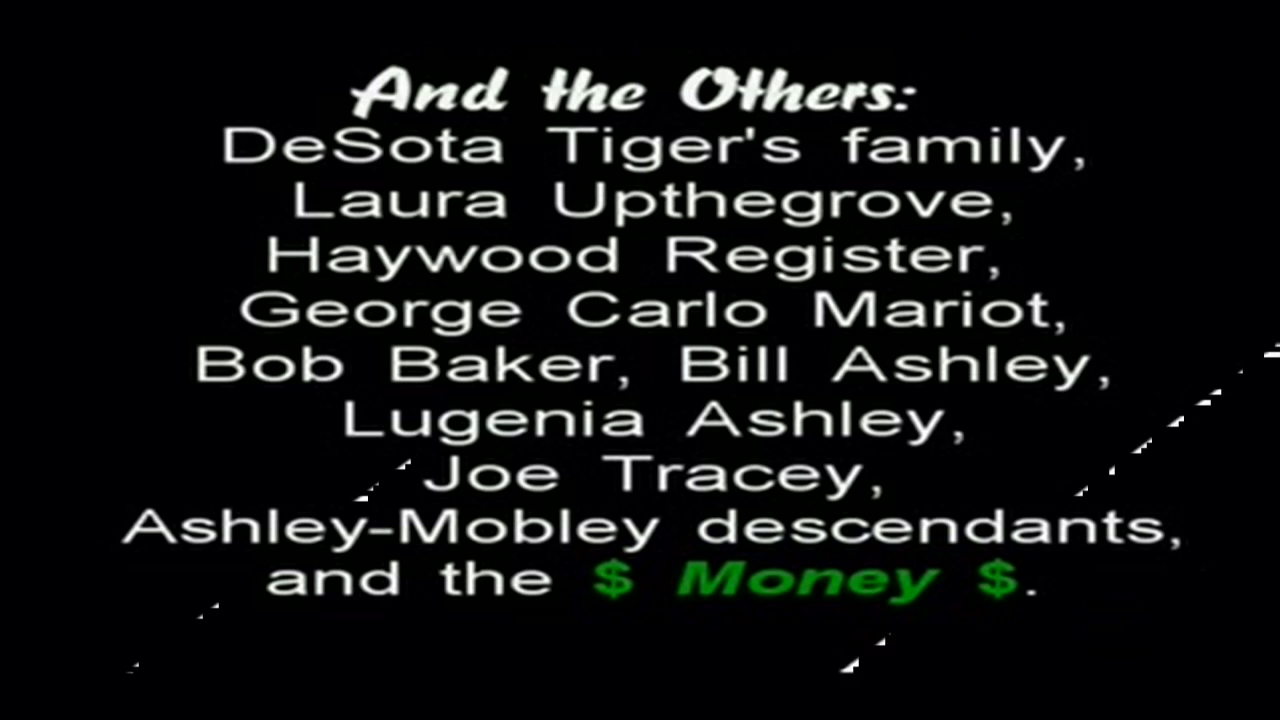 And the Others:
DeSota Tiger's family,
Laura Upthegrove,
Haywood Register,
George Carlo Mariot,
Bob Baker, Bill Ashley,
Lugenia Ashley,
Joe Tracey,
Ashley-Mobley descendants,
and the $ Money $.